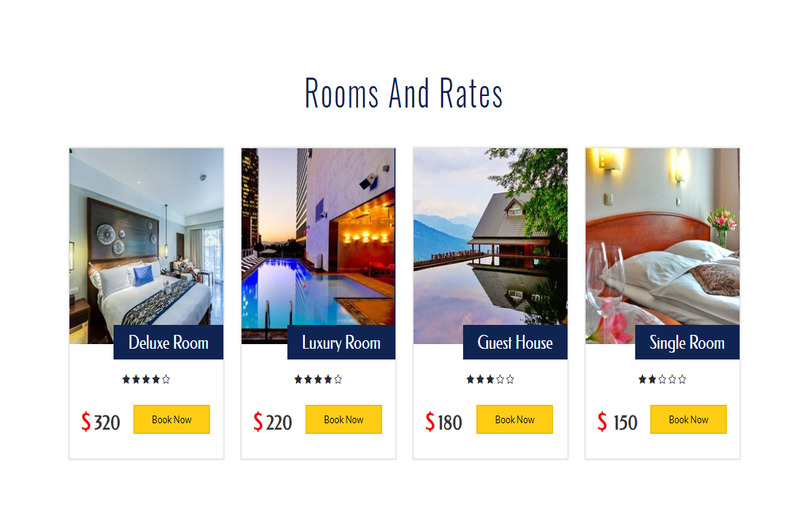 Rooms And Rates
Deluxe Room
Luxury Room
Guest House
Single Room
$ 320
Book Now
$ 220
Book Now
$ 180
Book Now
$ 150
Book Now